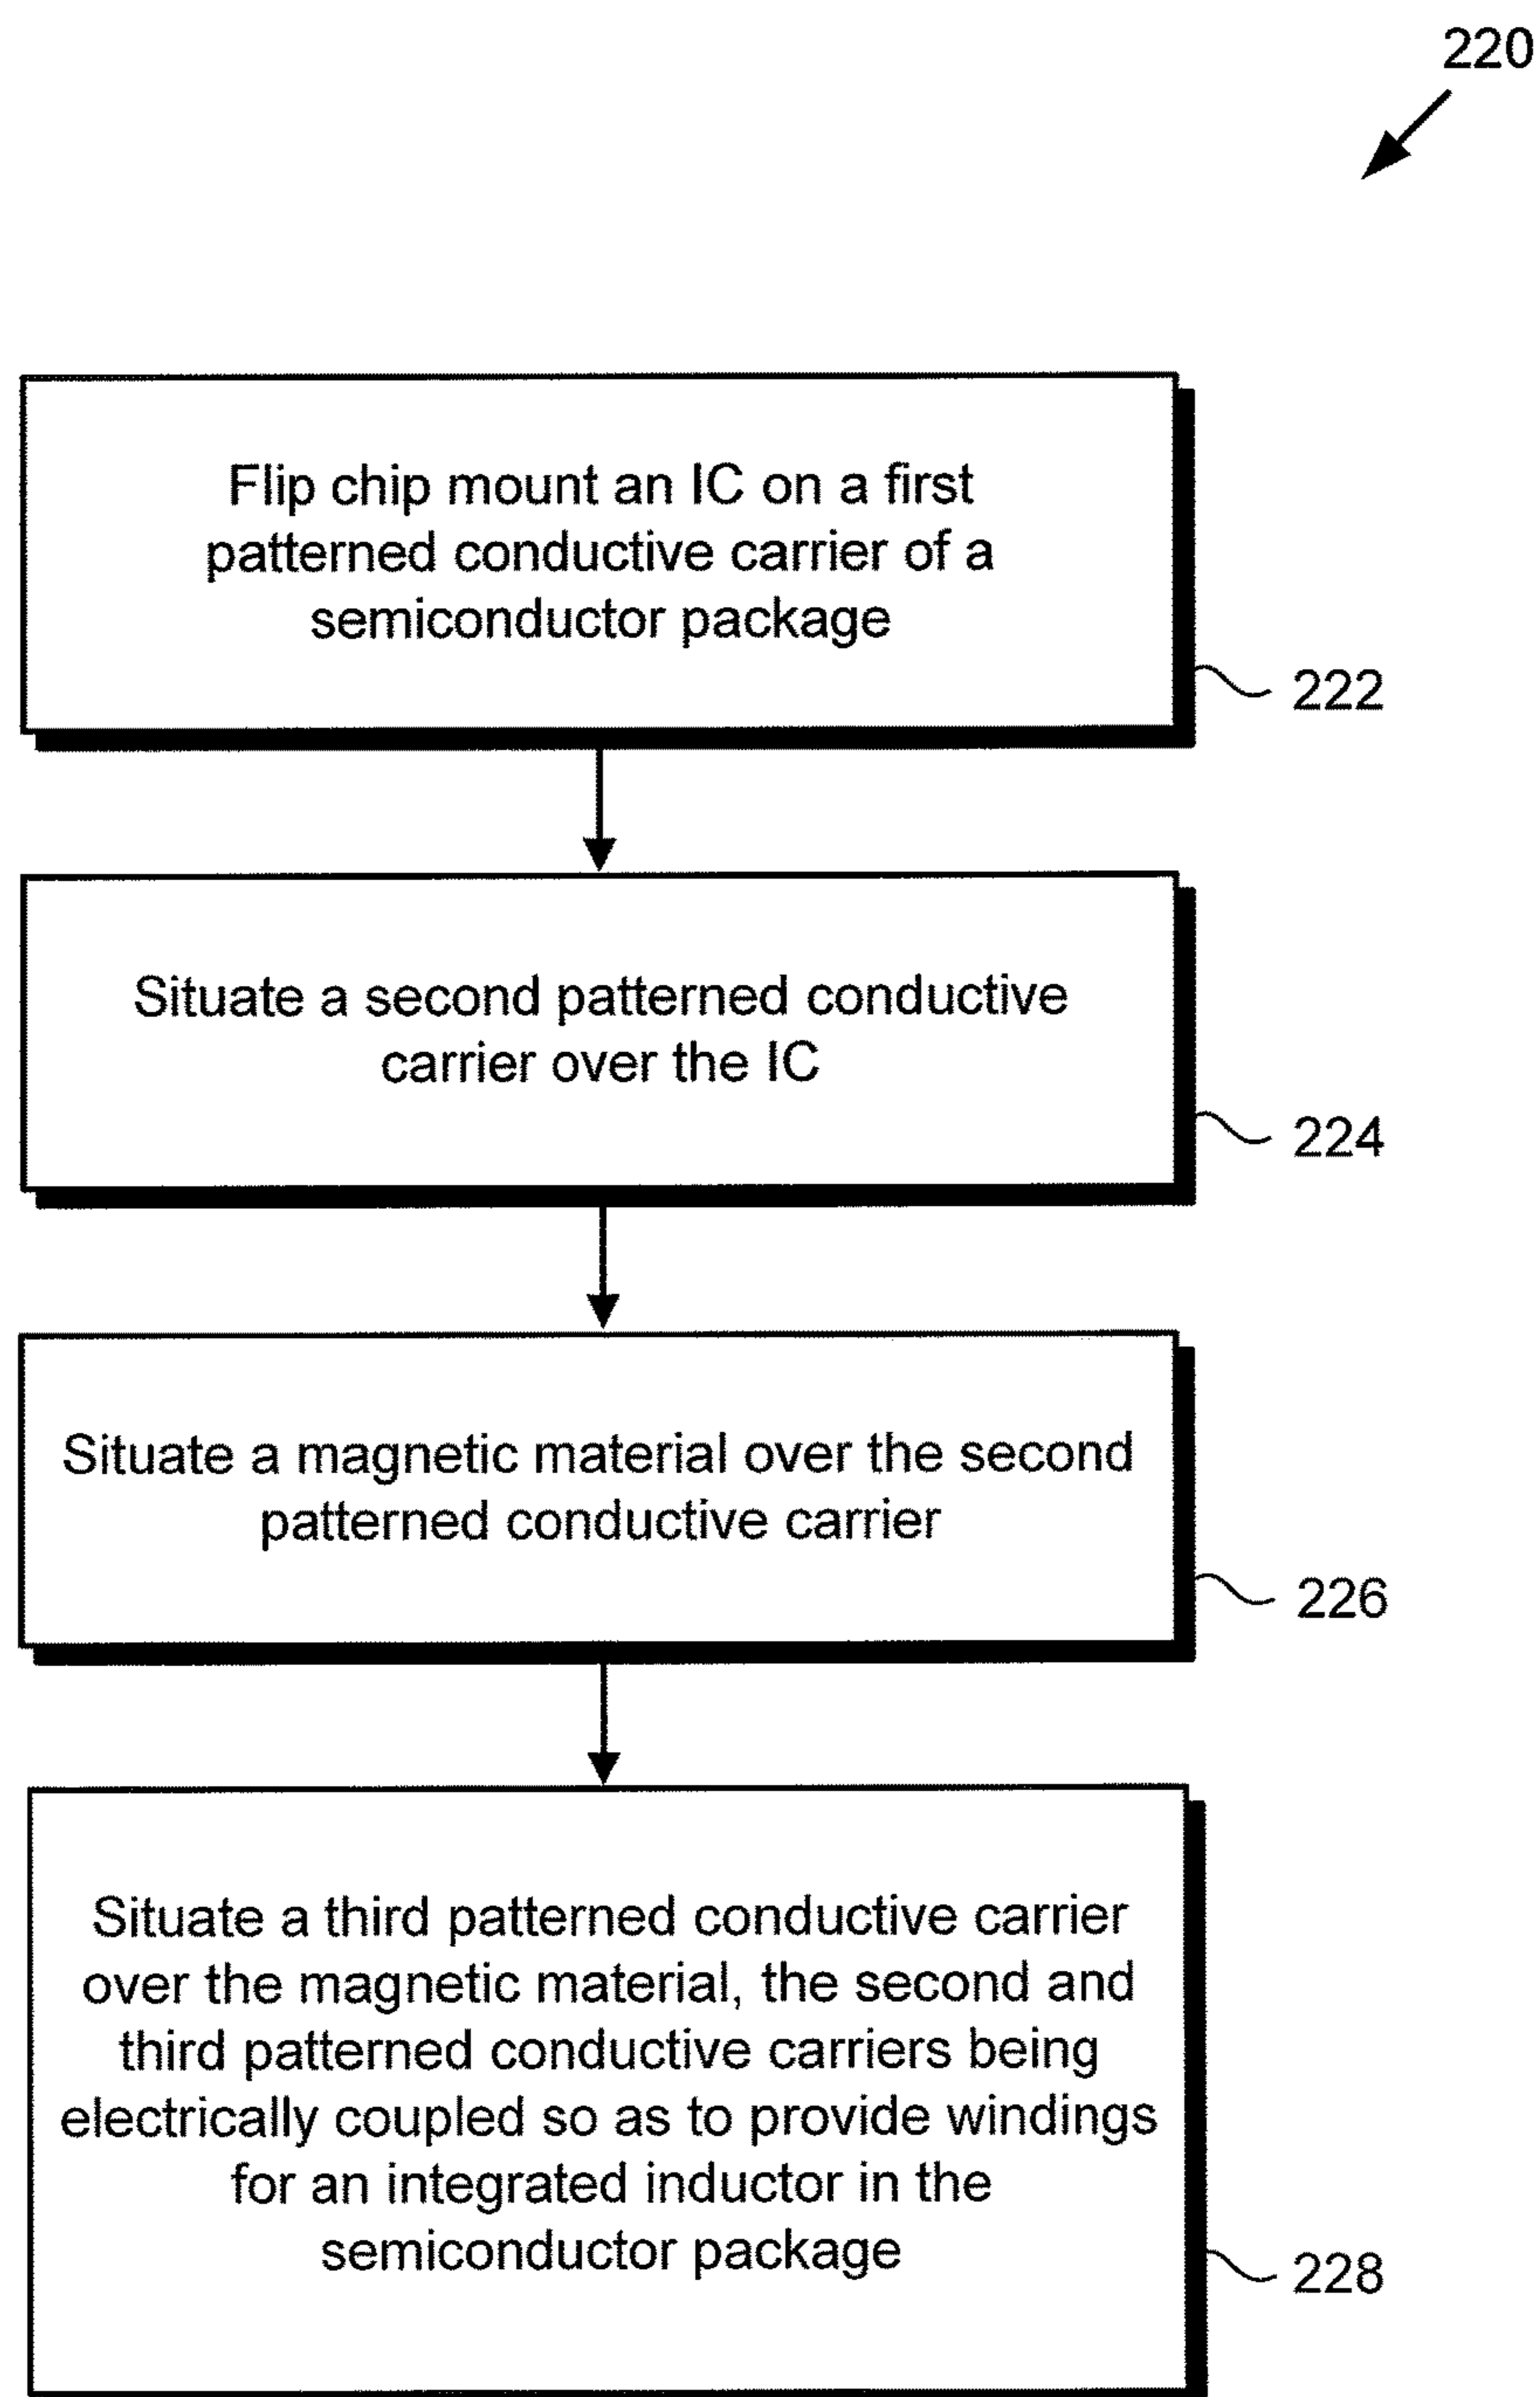 220
Flip chip mount an IC on a first
patterned conductive carrier of a
semiconductor package
222
Situate a second patterned conductive
carrier over the IC
224
Situate a magnetic material over the second
patterned conductive carrier
226
Situate a third patterned conductive carrier
over the magnetic material, the second and
third patterned conductive carriers being
electrically coupled so as to provide windings
for an integrated inductor in the
semiconductor package
228